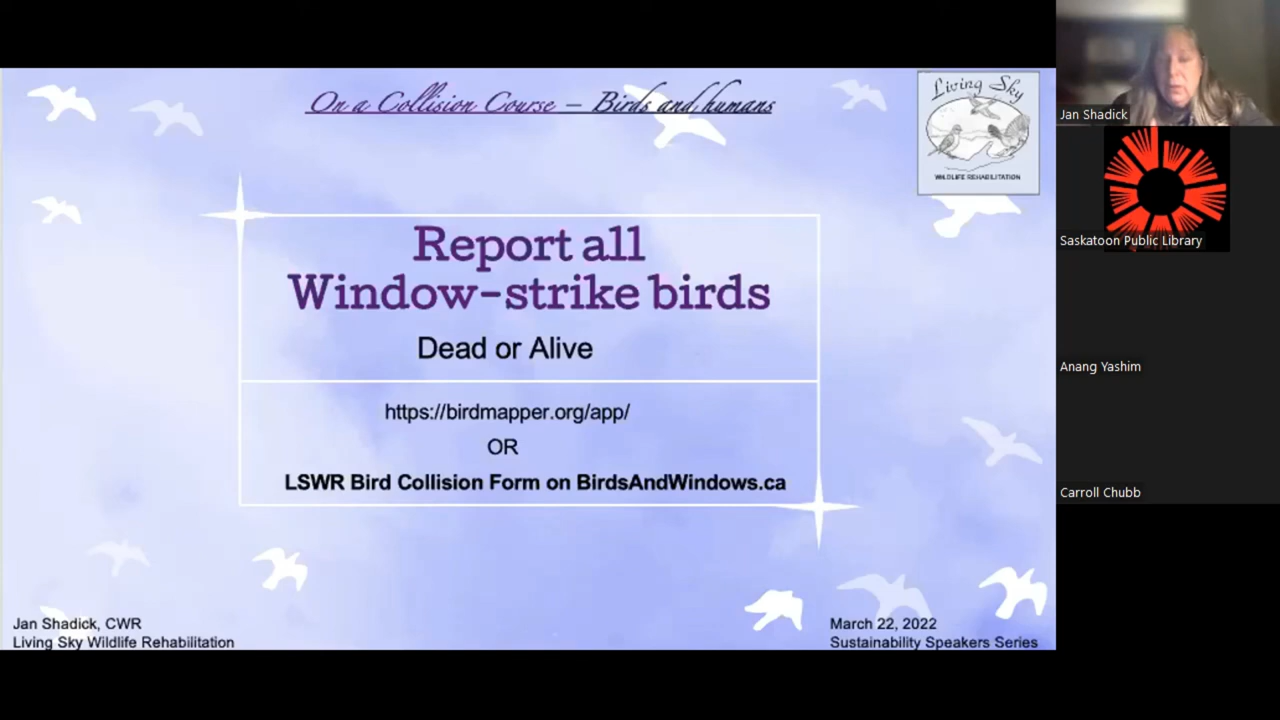 On a Collision Course – Birds and humans
Living Sky
WILDLIFE REHABILITATION
Report all
Window-strike birds
Dead or Alive
https://birdmapper.org/app/
OR
LSWR Bird Collision Form on BirdsAndWindows.ca
Jan Shadick, CWR
Living Sky Wildlife Rehabilitation
March 22, 2022
Sustainability Speakers Series
Jan Shadick
Saskatoon Public Library
Anang Yashim
Carroll Chubb